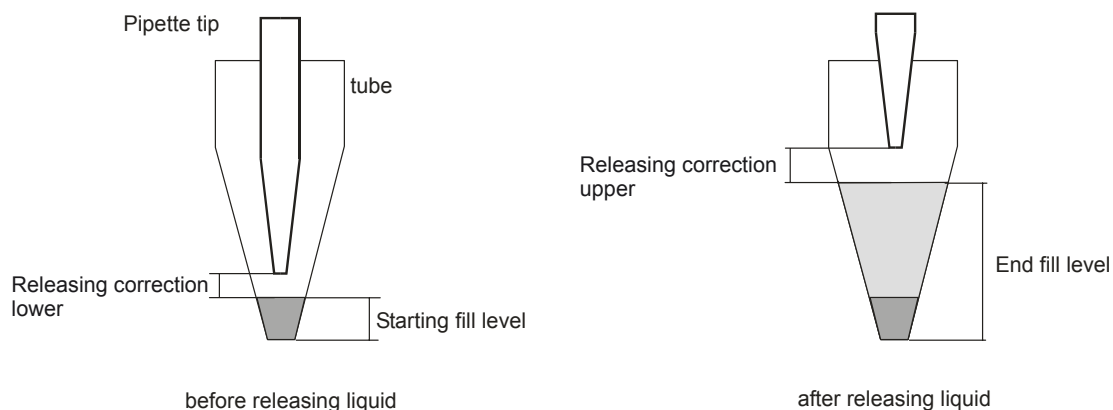 Pipette tip
tube
Releasing correction
lower
Starting fill level
before releasing liquid
Releasing correction
upper
End fill level
after releasing liquid